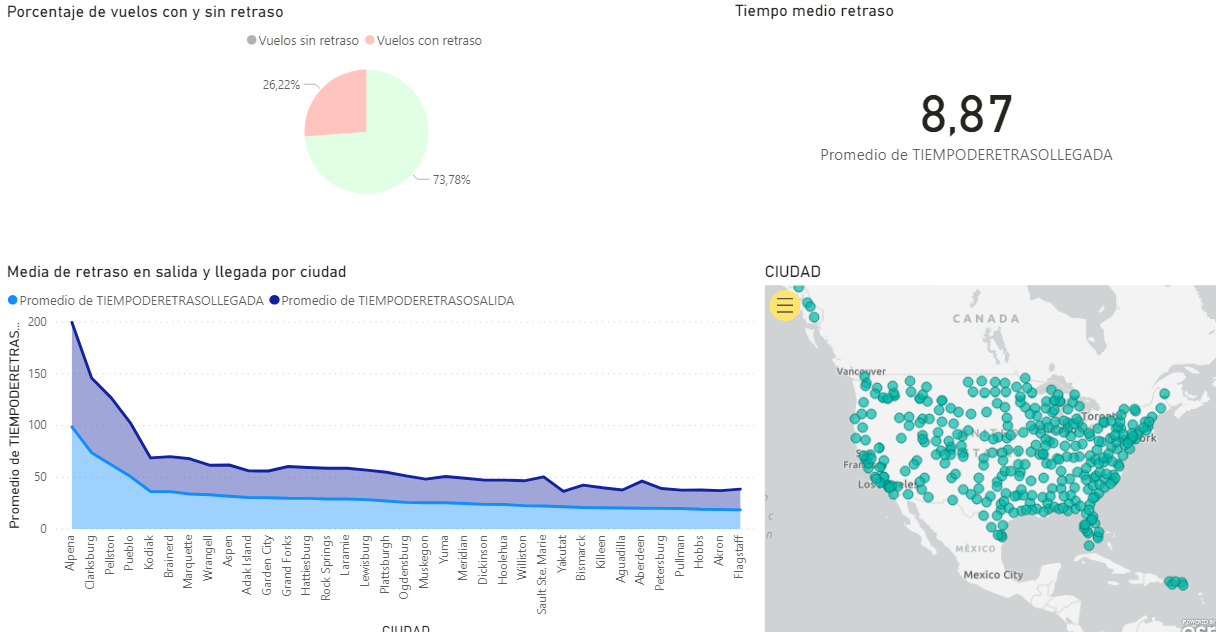 Porcentaje de vuelos con y sin retraso
Vuelos sin retraso Vuelos con retraso
26,22%
73,78%
Tiempo medio retraso
8,87
Promedio de TIEMPODERETRASOLLEGADA
Media de retraso en salida y llegada por ciudad
Promedio de TIEMPODERETRASOLLEGADA Promedio de TIEMPODERETRASOSALIDA
Promedio de TIEMPODERETRAS...
200
150
100
50
0
Alpena
Clarksburg
Pellston
Pueblo
Kodiak
Brainerd
Marquette
Wrangell
Aspen
Adak Island
Garden City
Grand Forks
Hattiesburg
Rock Springs
Laramie
Lewisburg
Plattsburgh
Ogdensburg
Muskegon
Yuma
Meridian
Dickinson
Hoolehua
Williston
Sault Ste. Marie
Yakutat
Bismarck
Killeen
Aguadilla
Aberdeen
Petersburg
Pullman
Hobbs
Akron
Flagstaff
CIUDAD
CIUDAD
CANADA
Vancouver
Toronto
Los Angeles
MÉXICO
Mexico City
POWERED BY
esri